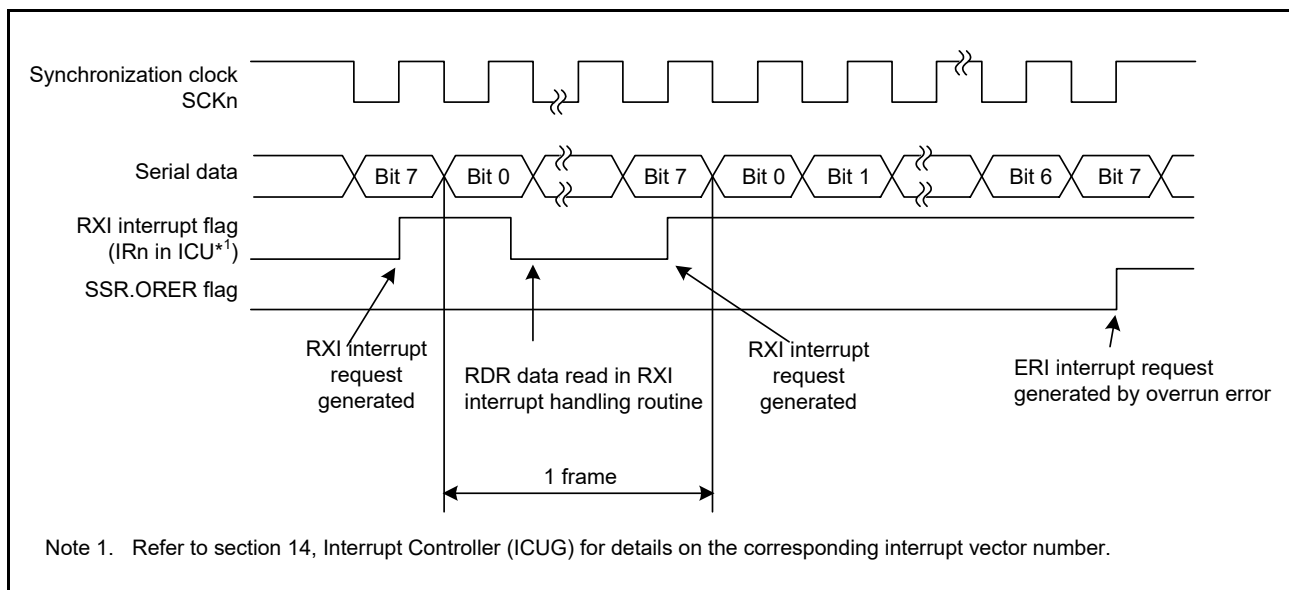 Synchronization clock
SCKn
Serial data
Bit 7
Bit 0
Bit 7
Bit 0
Bit 1
Bit 6
Bit 7
RXI interrupt flag
(IRn in ICU*1)
SSR.ORER flag
RXI interrupt
request
generated
RDR data read in RXI
interrupt handling routine
RXI interrupt
request
generated
ERI interrupt request
generated by overrun error
1 frame
Note 1. Refer to section 14, Interrupt Controller (ICUG) for details on the corresponding interrupt vector number.